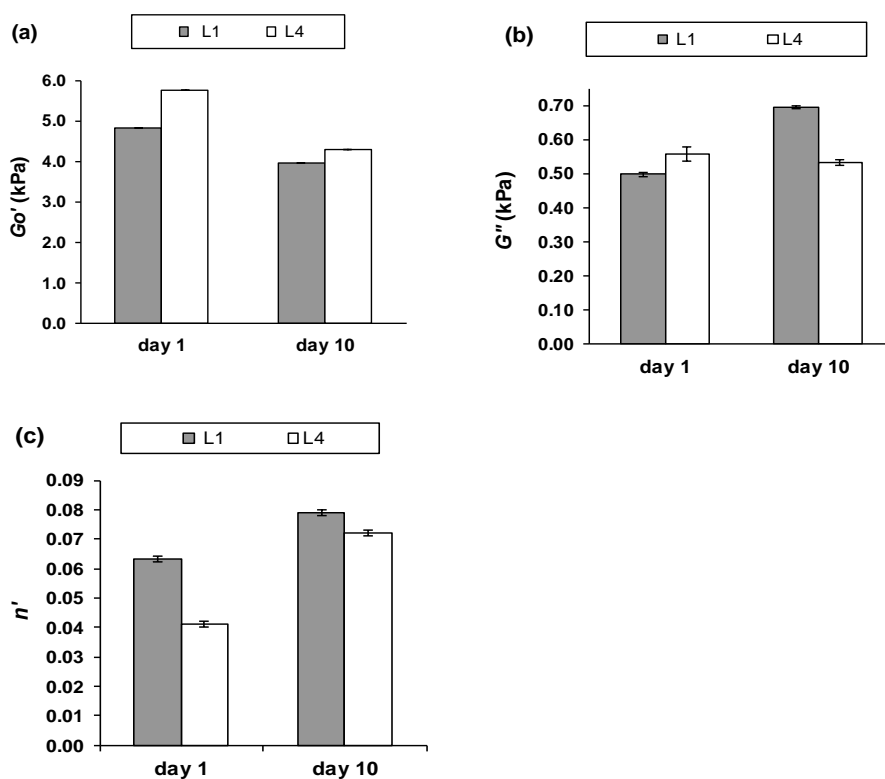 (a)
L1 L4
6.0
5.0
4.0
3.0
2.0
1.0
0.0
Go' (kPa)
day 1 day 10
(b)
L1 L4
0.70
0.60
0.50
0.40
0.30
0.20
0.10
0.00
G" (kPa)
day 1 day 10
(c)
L1 L4
0.09
0.08
0.07
0.06
0.05
0.04
0.03
0.02
0.01
0.00
n'
day 1 day 10